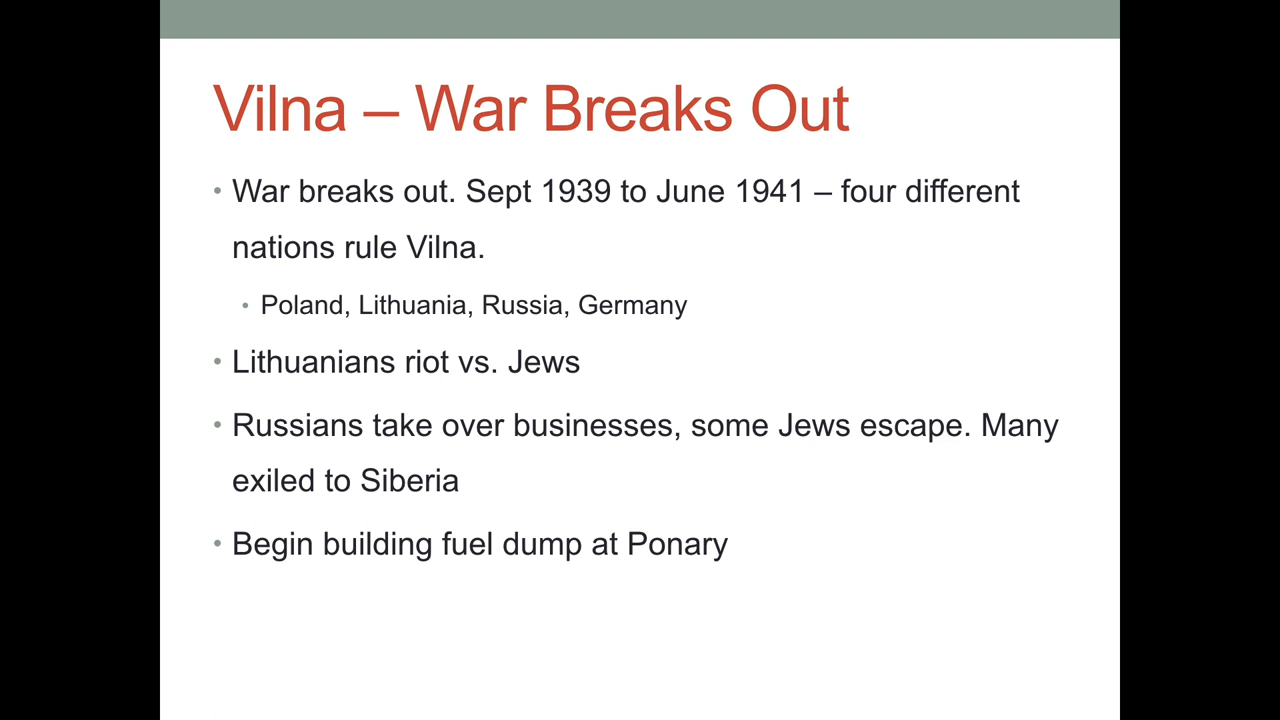 Vilna – War Breaks Out
• War breaks out. Sept 1939 to June 1941 – four different
nations rule Vilna.
• Poland, Lithuania, Russia, Germany
• Lithuanians riot vs. Jews
• Russians take over businesses, some Jews escape. Many
exiled to Siberia
• Begin building fuel dump at Ponary